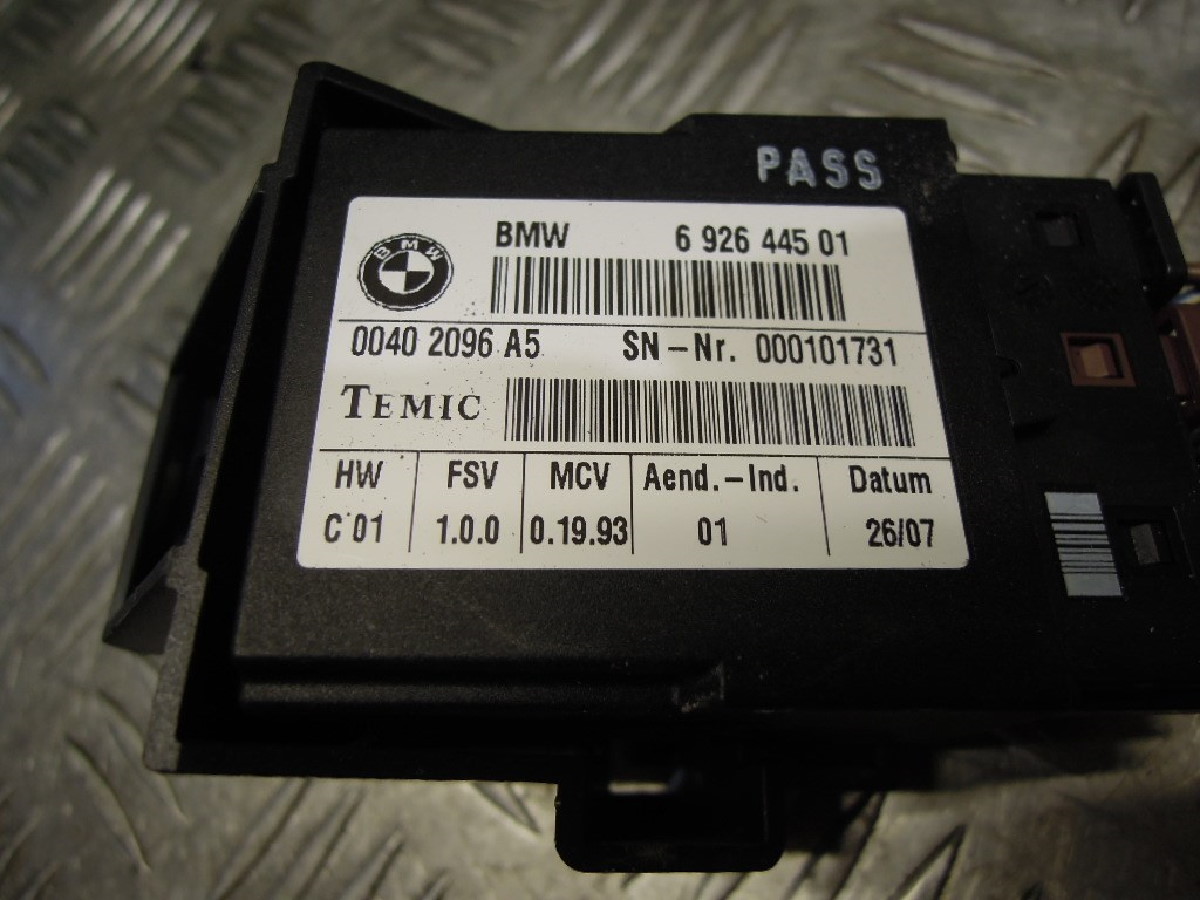 PASS
BMW
BMW 6 926 445 01
0040 2096 A5 SN-Nr. 000101731
TEMIC
HW FSV MCV Aend.-Ind. Datum
C 01 1.0.0 0.19.93 01 26/07